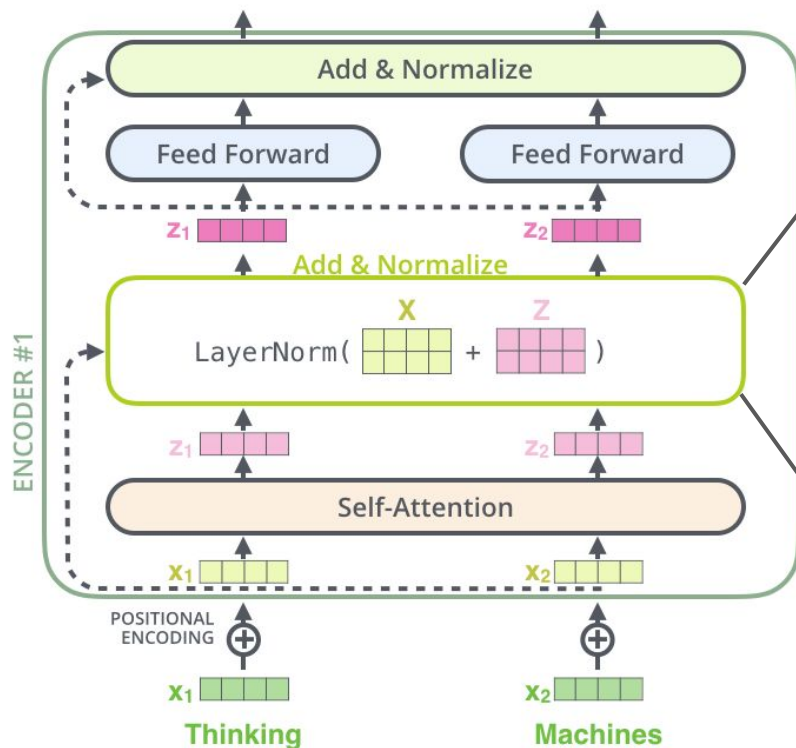 Add & Normalize
Feed Forward Feed Forward
z₁ z₂
Add & Normalize
X Z
LayerNorm( + )
ENCODER #1
z₁ z₂
Self-Attention
x₁ x₂
POSITIONAL
ENCODING
x₁ x₂
Thinking Machines